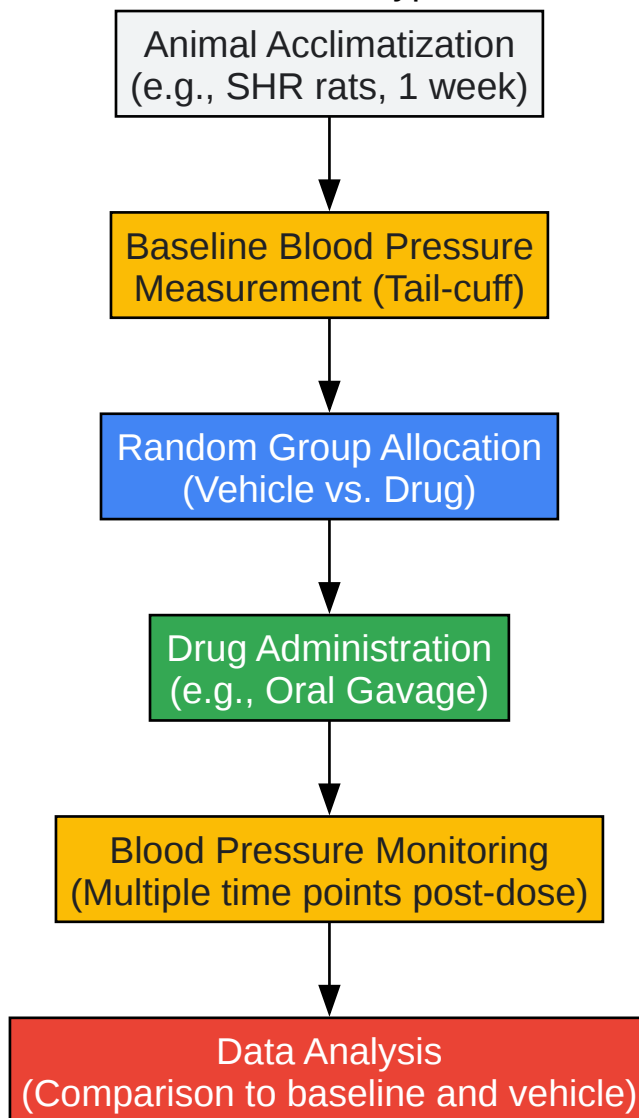 Animal Acclimatization
(e.g., SHR rats, 1 week)
Baseline Blood Pressure
Measurement (Tail-cuff)
Random Group Allocation
(Vehicle vs. Drug)
Drug Administration
(e.g., Oral Gavage)
Blood Pressure Monitoring
(Multiple time points post-dose)
Data Analysis
(Comparison to baseline and vehicle)